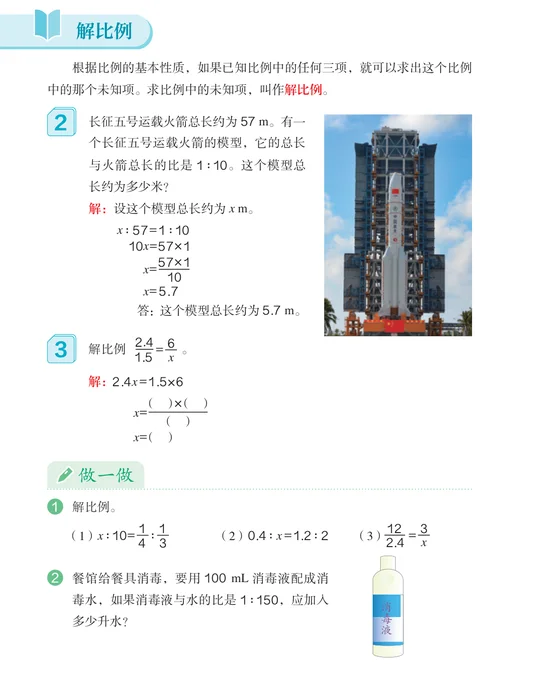 解比例
根据比例的基本性质，如果已知比例中的任何三项，就可以求出这个比例
中的那个未知项。求比例中的未知项，叫作解比例。
2
长征五号运载火箭总长约为 57 m。有一
个长征五号运载火箭的模型，它的总长
与火箭总长的比是 1∶10。这个模型总
长约为多少米？
解：设这个模型总长约为 x m。
x∶57=1∶10
10x=57×1
x=57×1/10
x=5.7
答：这个模型总长约为 5.7 m。
3
解比例 2.4/1.5=6/x 。
解：2.4x=1.5×6
x=( )×( )/( )
x=( )
做一做
1 解比例。
（1）x∶10=1/4∶1/3 （2）0.4∶x=1.2∶2 （3）12/2.4=3/x
2 餐馆给餐具消毒，要用 100 mL 消毒液配成消
毒水，如果消毒液与水的比是 1∶150，应加入
多少升水？
消毒液